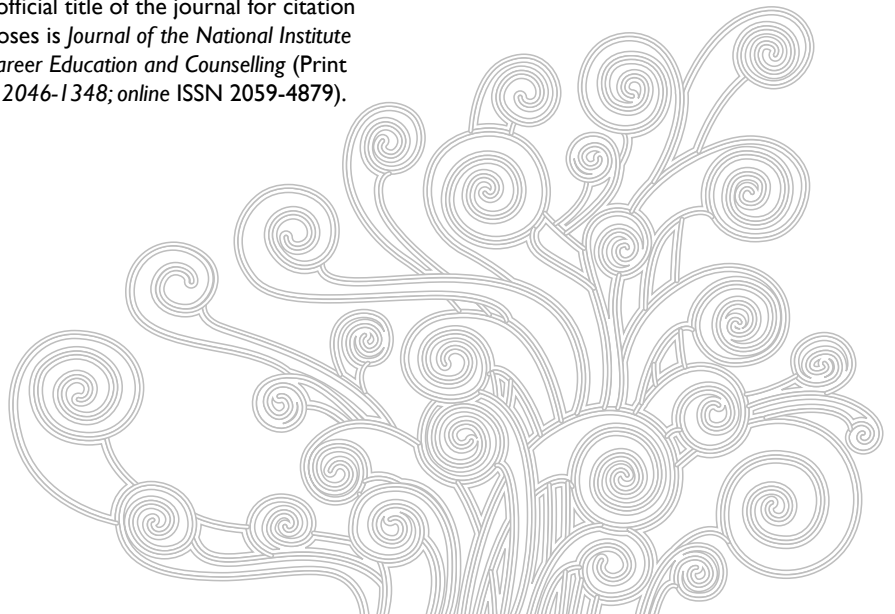 official title of the journal for citation
oses is Journal of the National Institute
areer Education and Counselling (Print
2046-1348; online ISSN 2059-4879).